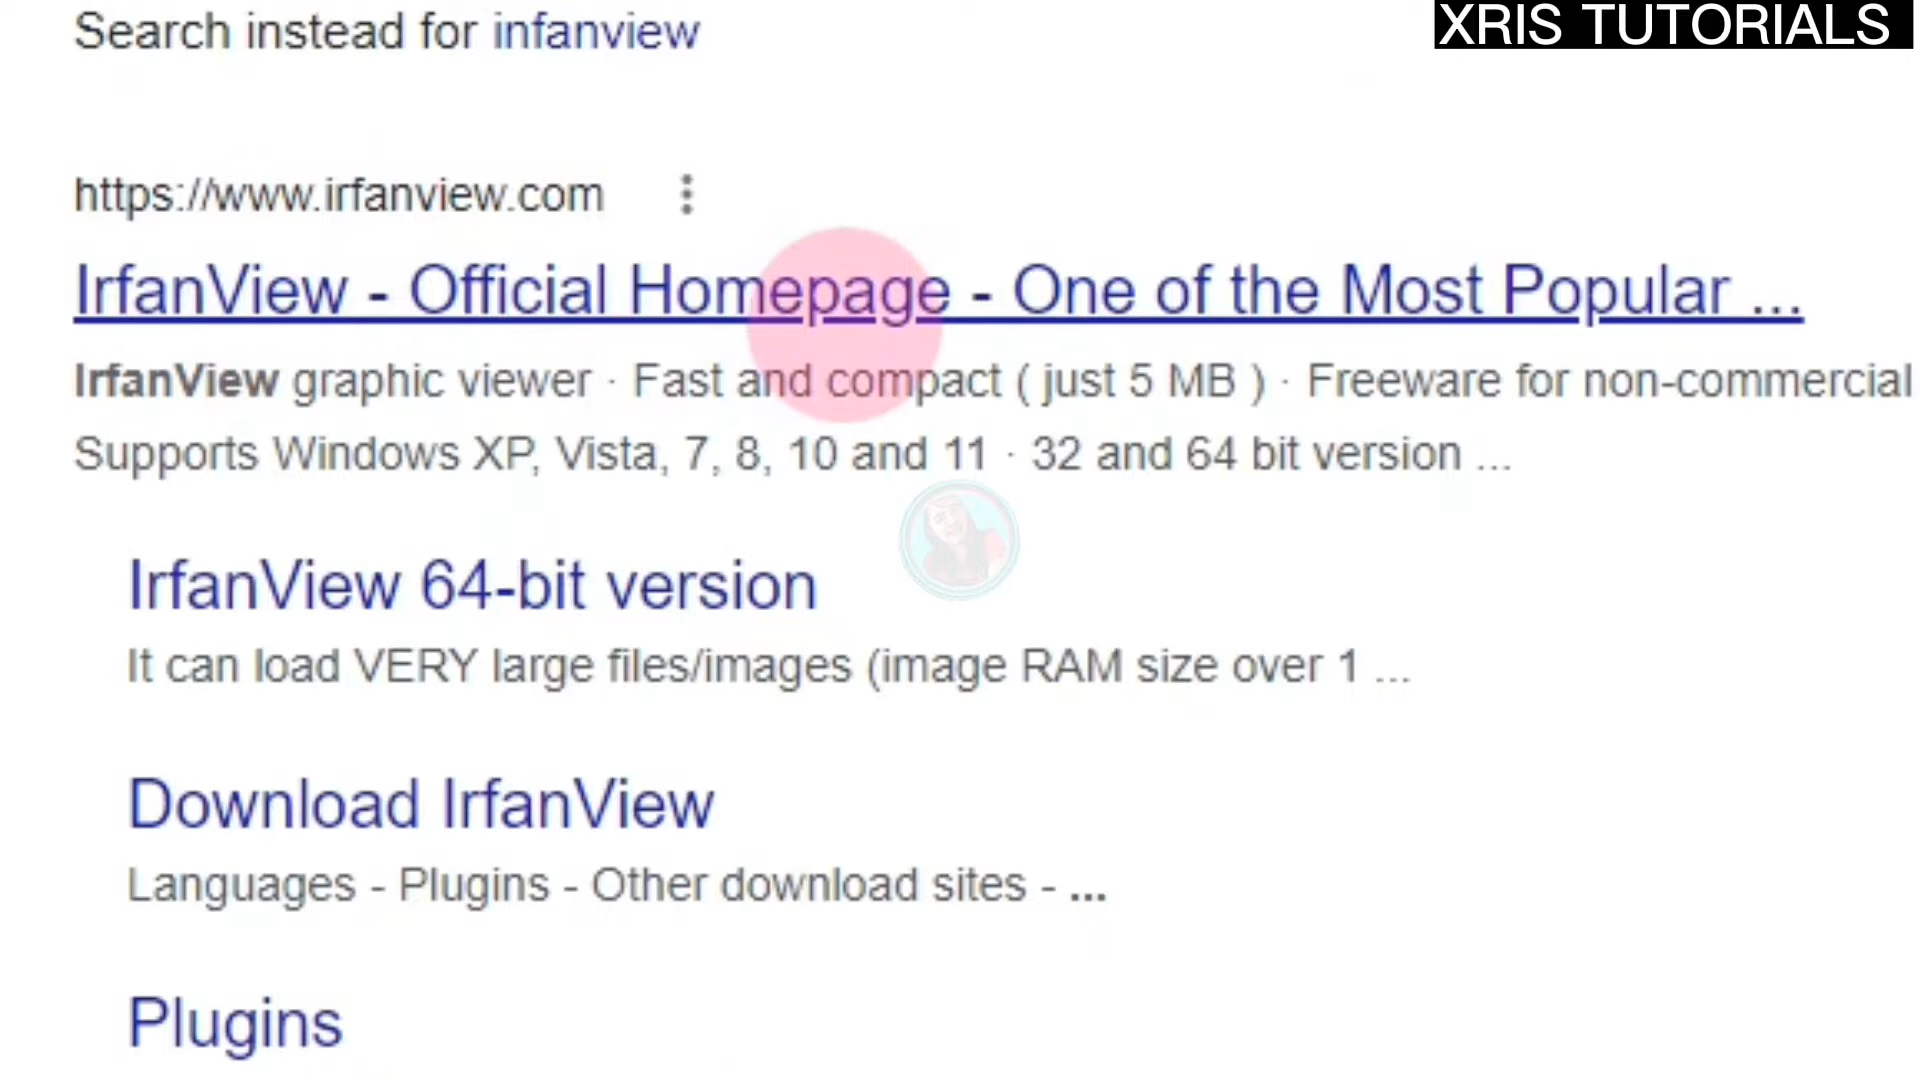 Search instead for infanview
XRIS TUTORIALS
https://www.irfanview.com
IrfanView - Official Homepage - One of the Most Popular ...
IrfanView graphic viewer · Fast and compact ( just 5 MB ) · Freeware for non-commercial
Supports Windows XP, Vista, 7, 8, 10 and 11 · 32 and 64 bit version ...
IrfanView 64-bit version
It can load VERY large files/images (image RAM size over 1 ...
Download IrfanView
Languages - Plugins - Other download sites - ...
Plugins